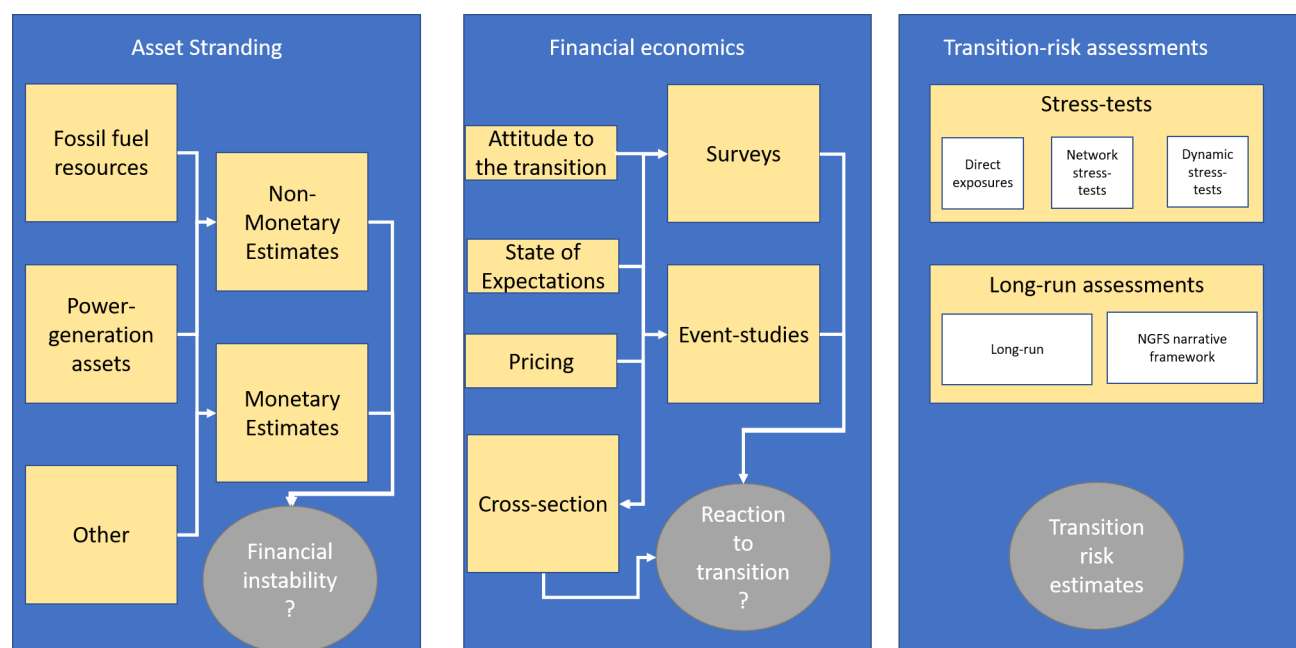 Asset Stranding
Fossil fuel
resources
Power-
generation
assets
Other
Non-
Monetary
Estimates
Monetary
Estimates
Financial
instability
?
Financial economics
Attitude to
the transition
State of
Expectations
Pricing
Cross-section
Surveys
Event-studies
Reaction
to
transition
?
Transition-risk assessments
Stress-tests
Direct
exposures
Network
stress-
tests
Dynamic
stress-
tests
Long-run assessments
Long-run
NGFS narrative
framework
Transition
risk
estimates